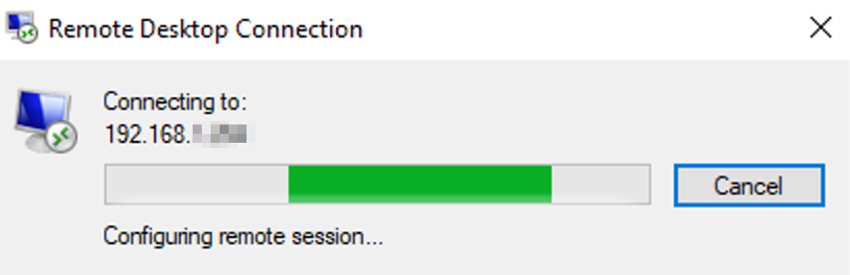 Remote Desktop Connection
Connecting to:
192.168.
Cancel
Configuring remote session...